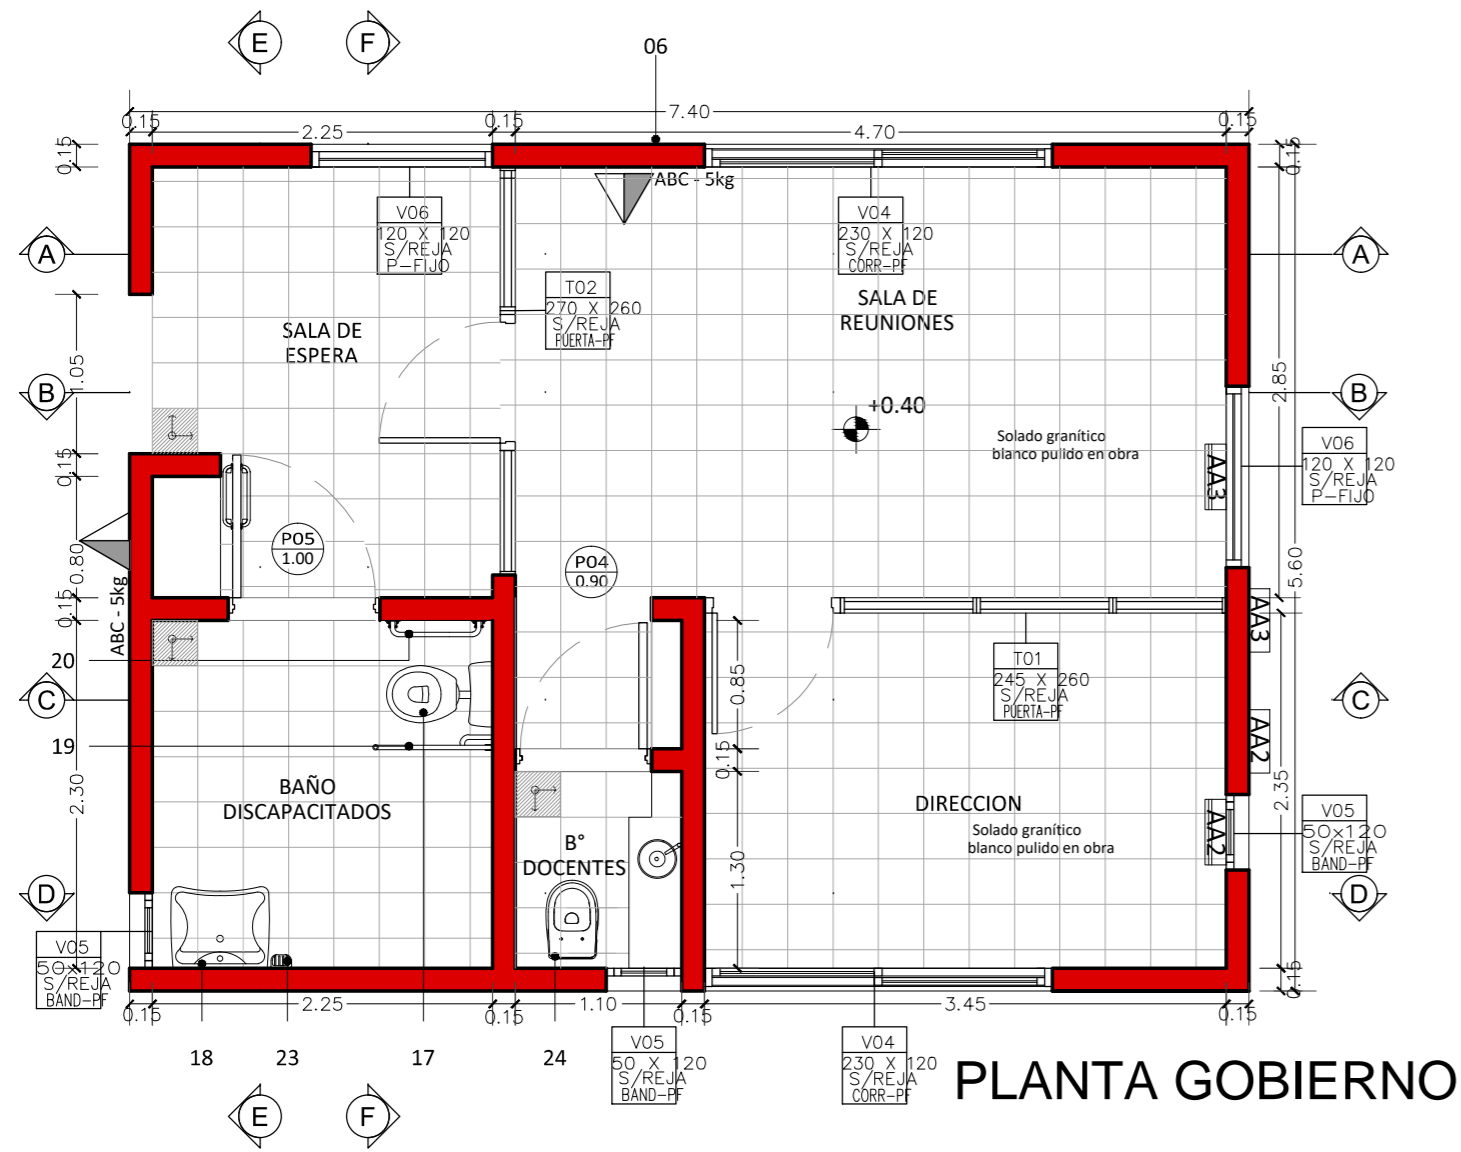 E
F
06
7.40
0.15
2.25
0.15
4.70
0.15
0.15
0.15
ABC - 5kg
V06
120 X 120
S/REJA
P-FIJO
V04
230 X 120
S/REJA
CORR-PF
A
A
T02
270 X 260
S/REJA
PUERTA-PF
SALA DE
REUNIONES
SALA DE
ESPERA
1.05
2.85
B
B
+0.40
Solado granítico
blanco pulido en obra
V06
120 X 120
S/REJA
P-FIJO
AA3
0.15
P05
1.00
P04
0.90
0.80
5.60
ABC - 5kg
0.15
AA3
20
T01
245 X 260
S/REJA
PUERTA-PF
0.85
C
C
19
AA2
0.15
2.30
BAÑO
DISCAPACITADOS
DIRECCION
Solado granítico
blanco pulido en obra
2.35
AA2
V05
50x120
S/REJA
BAND-PF
B°
DOCENTES
1.30
D
D
V05
50x120
S/REJA
BAND-PF
0.15
0.15
2.25
0.15
1.10
0.15
3.45
0.15
18
23
17
24
V05
50 X 120
S/REJA
BAND-PF
V04
230 X 120
S/REJA
CORR-PF
PLANTA GOBIERNO
E
F